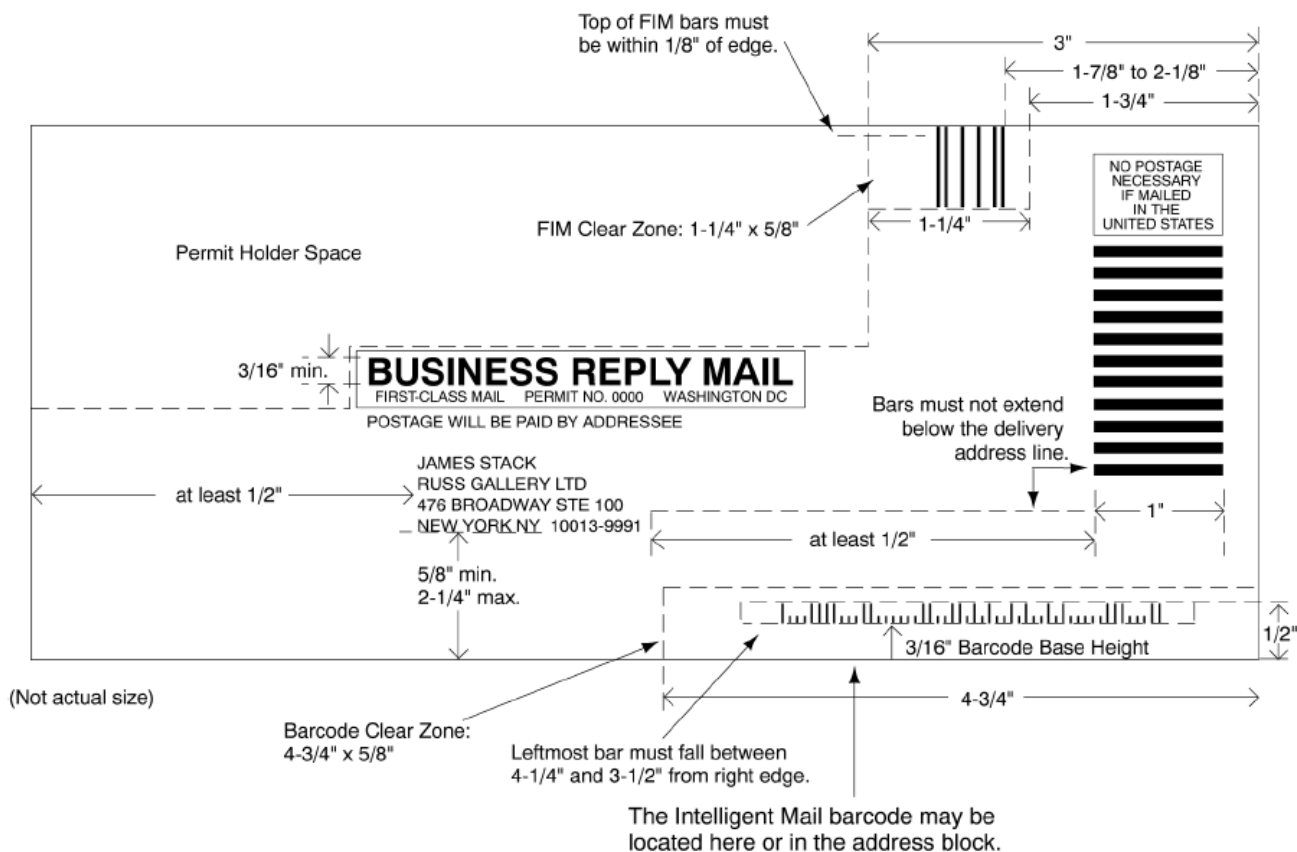 Top of FIM bars must
be within 1/8" of edge.
3"
1-7/8" to 2-1/8"
1-3/4"
NO POSTAGE
NECESSARY
IF MAILED
IN THE
UNITED STATES
1-1/4"
FIM Clear Zone: 1-1/4" x 5/8"
Permit Holder Space
3/16" min.
BUSINESS REPLY MAIL
FIRST-CLASS MAIL PERMIT NO. 0000 WASHINGTON DC
POSTAGE WILL BE PAID BY ADDRESSEE
Bars must not extend
below the delivery
address line.
JAMES STACK
RUSS GALLERY LTD
476 BROADWAY STE 100
NEW YORK NY 10013-9991
at least 1/2"
1"
at least 1/2"
5/8" min.
2-1/4" max.
3/16" Barcode Base Height
1/2"
(Not actual size)
4-3/4"
Barcode Clear Zone:
4-3/4" x 5/8"
Leftmost bar must fall between
4-1/4" and 3-1/2" from right edge.
The Intelligent Mail barcode may be
located here or in the address block.